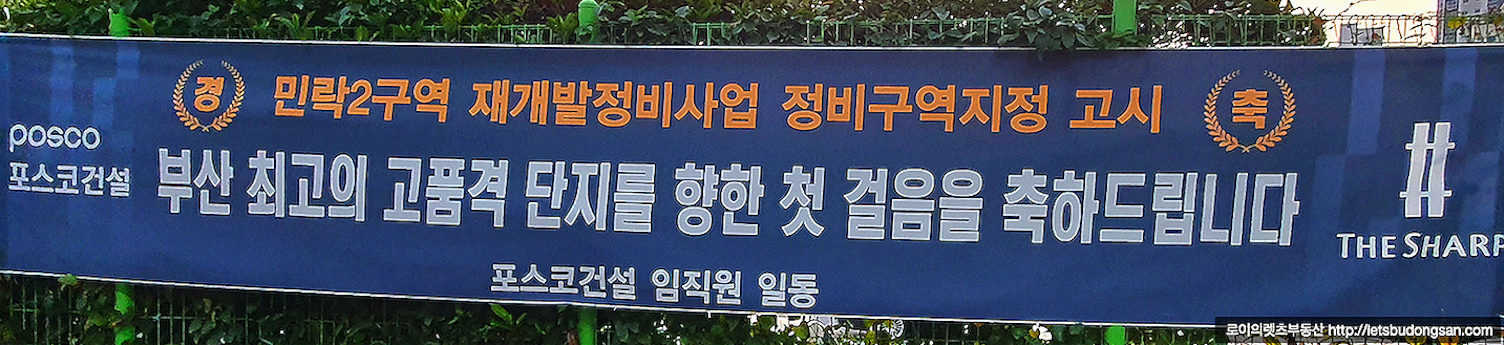 경 민락2구역 재개발정비사업 정비구역지정 고시 축
posco
포스코건설
부산 최고의 고품격 단지를 향한 첫 걸음을 축하드립니다
THE SHARP
포스코건설 임직원 일동
로이의렛츠부동산 http://letsbudongsan.com